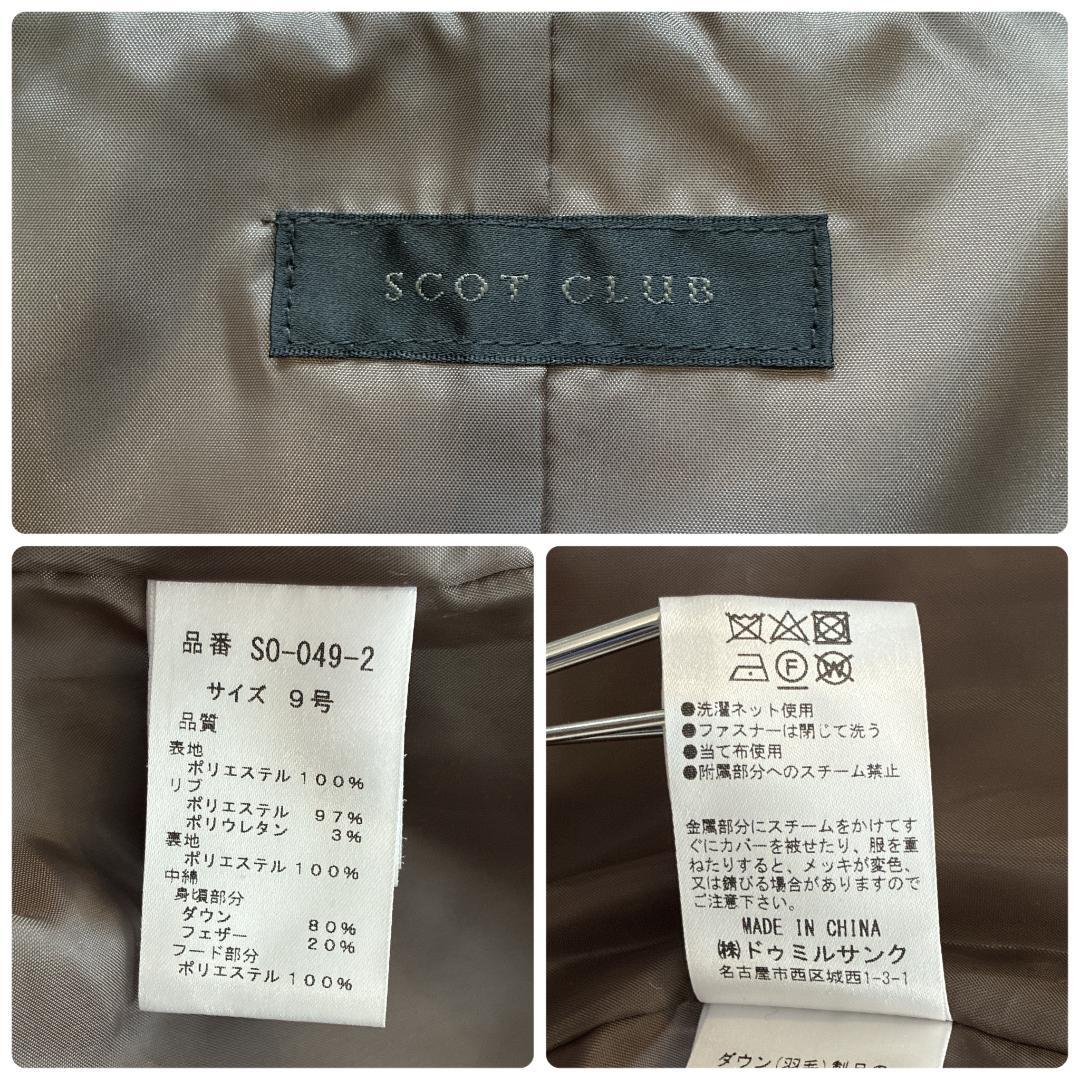 SCOT CLUB
品番 SO-049-2
サイズ 9号
品質
表地
ポリエステル 100%
リブ
ポリエステル 97%
ポリウレタン 3%
裏地
ポリエステル 100%
中綿
身頃部分
ダウン 80%
フェザー 20%
フード部分
ポリエステル 100%
F W
●洗濯ネット使用
●ファスナーは閉じて洗う
●当て布使用
●附属部分へのスチーム禁止
金属部分にスチームをかけてす
ぐにカバーを被せたり、服を重
ねたりすると、メッキが変色、
又は錆びる場合がありますので
ご注意下さい。
MADE IN CHINA
㈱ドゥミルサンク
名古屋市西区城西1-3-1
ダウン(羽毛)製品の